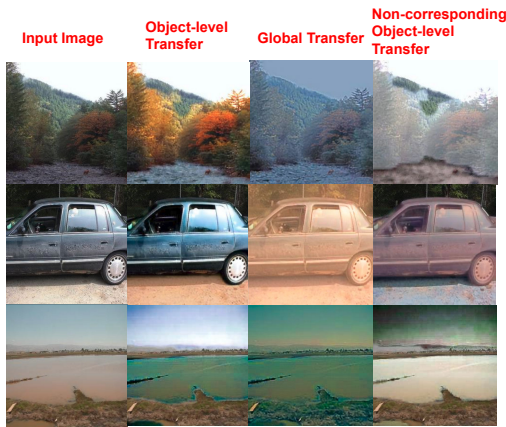 Input Image
Object-level
Transfer
Global Transfer
Non-corresponding
Object-level
Transfer